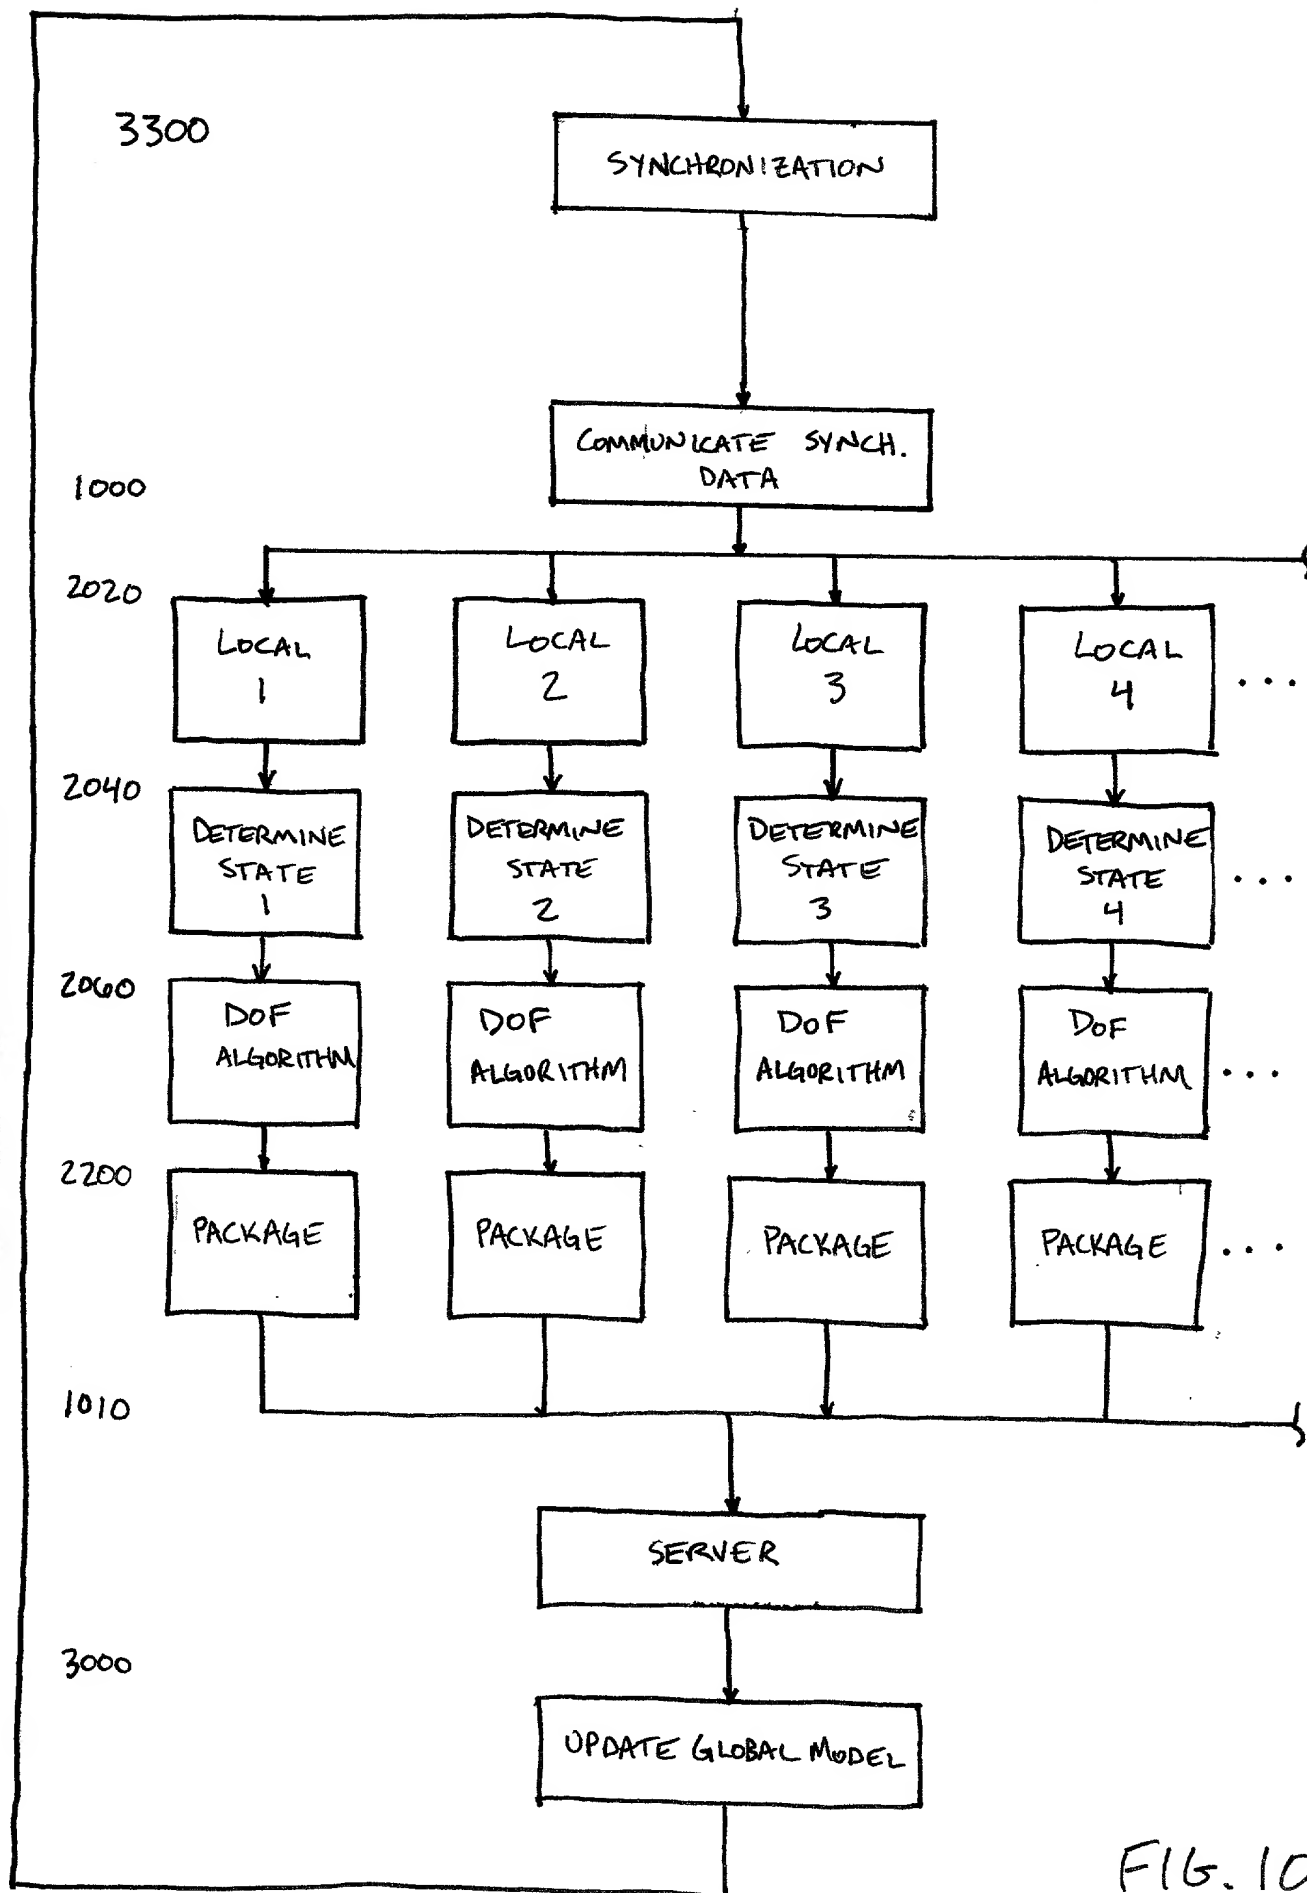 3300
SYNCHRONIZATION
COMMUNICATE SYNCH.
DATA
1000
2020
LOCAL
1
LOCAL
2
LOCAL
3
LOCAL
4
...
2040
DETERMINE
STATE
1
DETERMINE
STATE
2
DETERMINE
STATE
3
DETERMINE
STATE
4
...
2060
DOF
ALGORITHM
DOF
ALGORITHM
DOF
ALGORITHM
DOF
ALGORITHM
...
2200
PACKAGE
PACKAGE
PACKAGE
PACKAGE
...
1010
SERVER
3000
UPDATE GLOBAL MODEL
FIG. 10